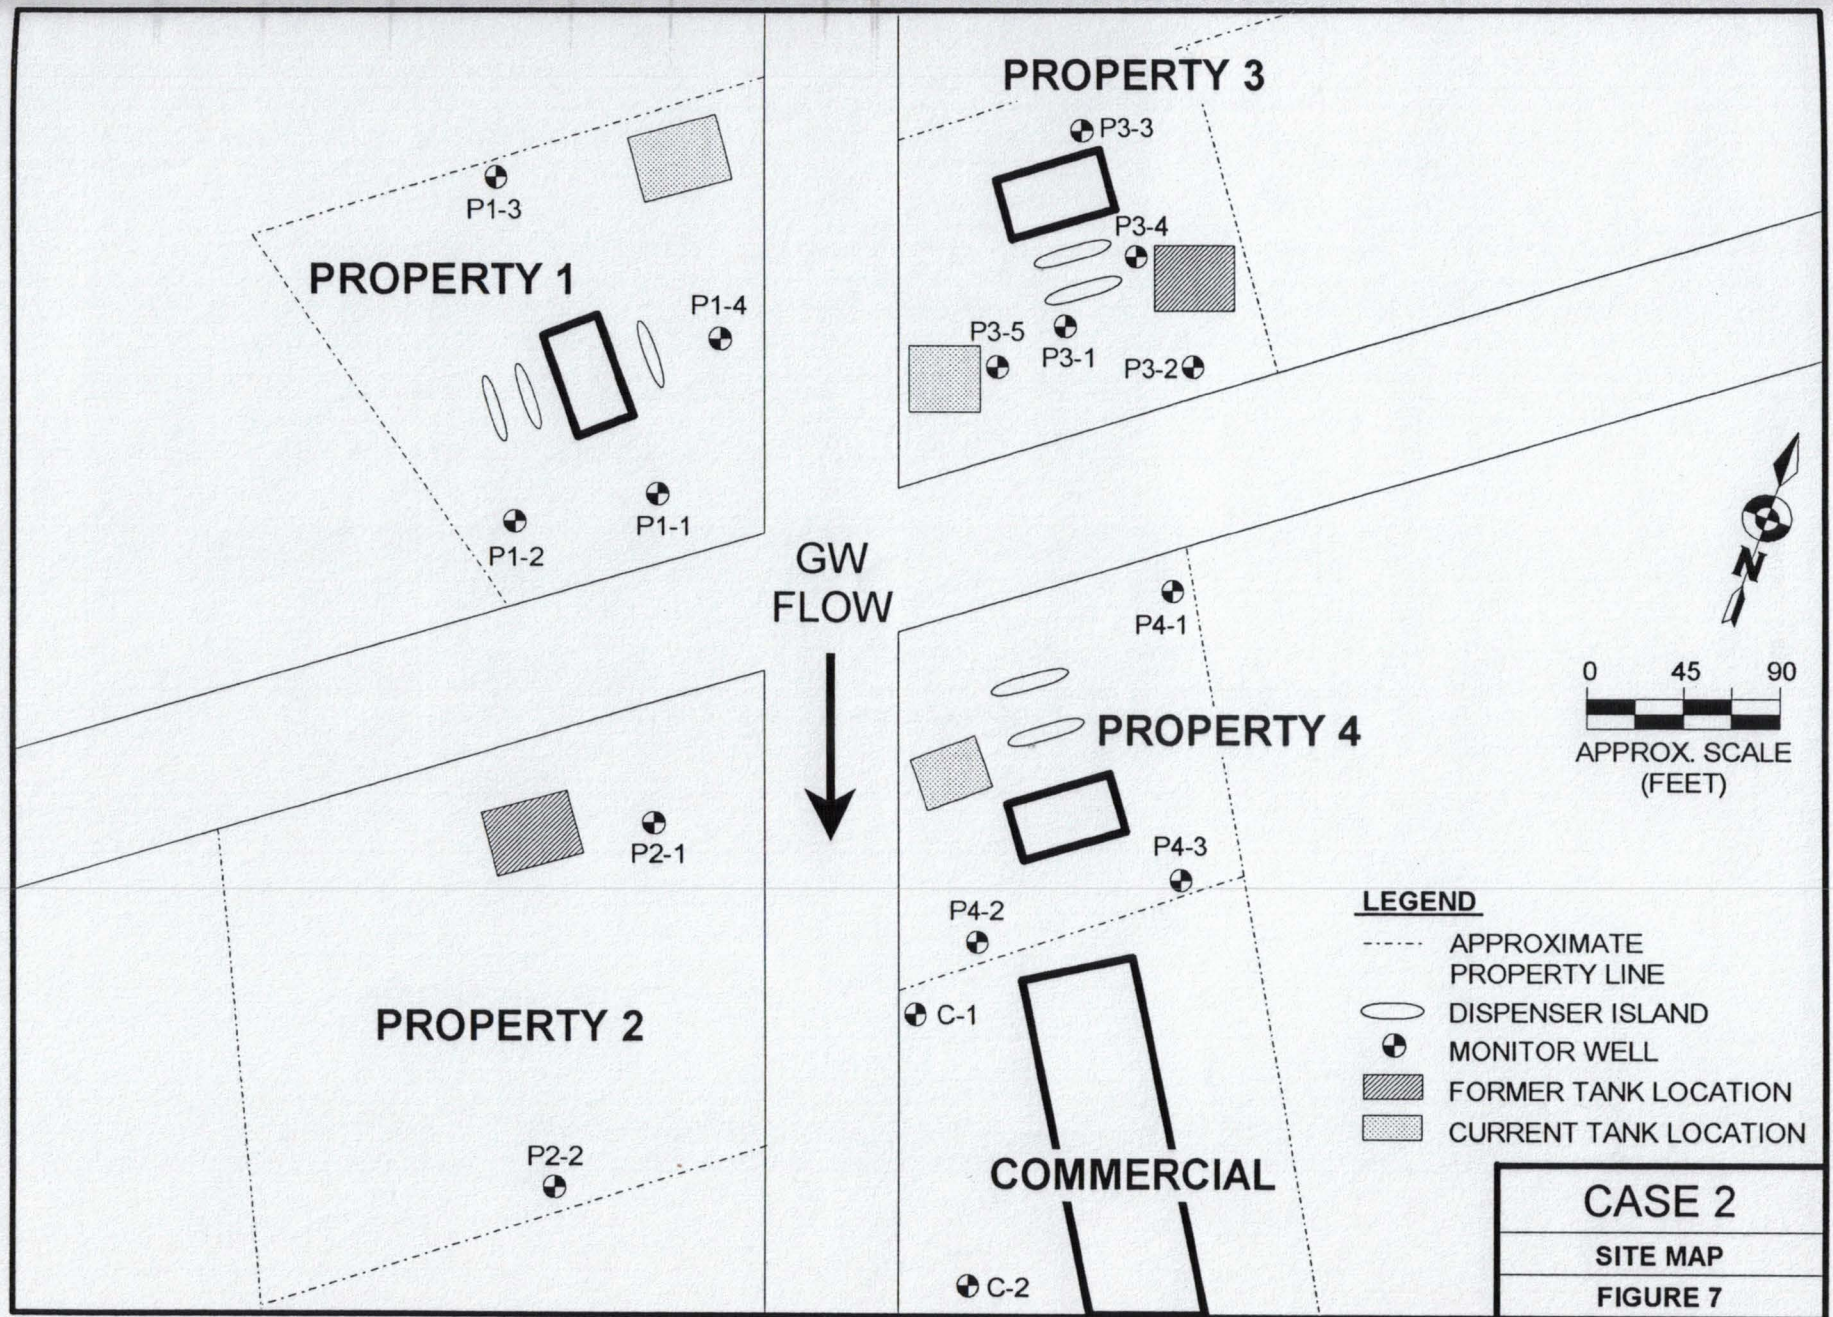 PROPERTY 3
P3-3
P1-3
P3-4
PROPERTY 1
P1-4
P3-5
P3-1
P3-2
P1-1
P1-2
GW
FLOW
P4-1
N
0 45 90
APPROX. SCALE
(FEET)
PROPERTY 4
P2-1
P4-3
P4-2
C-1
PROPERTY 2
P2-2
COMMERCIAL
C-2
LEGEND
APPROXIMATE
PROPERTY LINE
DISPENSER ISLAND
MONITOR WELL
FORMER TANK LOCATION
CURRENT TANK LOCATION
CASE 2
SITE MAP
FIGURE 7